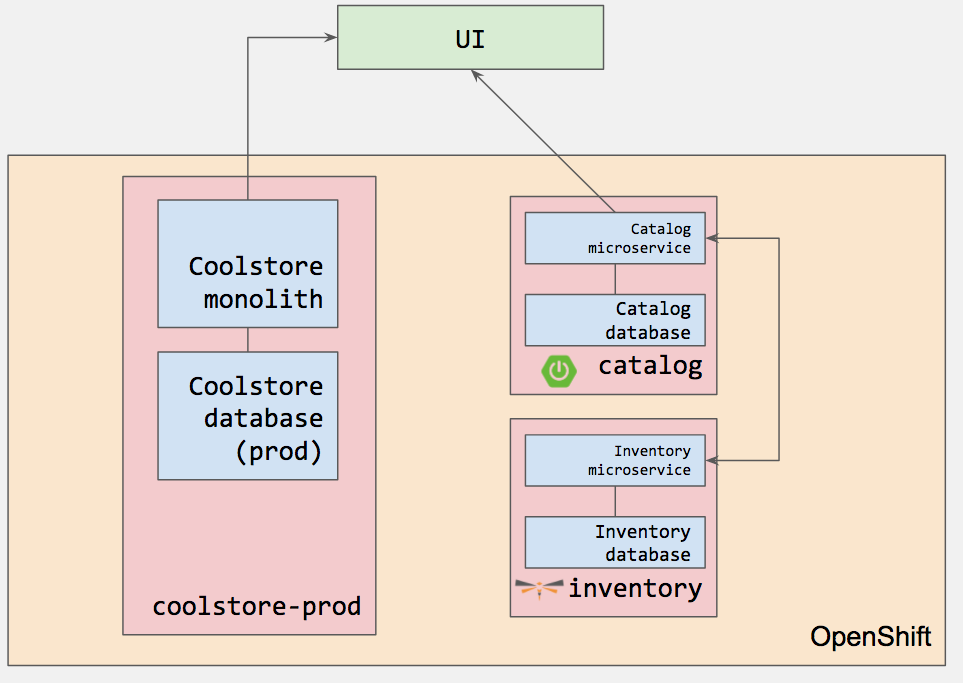 UI
Coolstore
monolith
Coolstore
database
(prod)
coolstore-prod
Catalog
microservice
Catalog
database
catalog
Inventory
microservice
Inventory
database
inventory
OpenShift